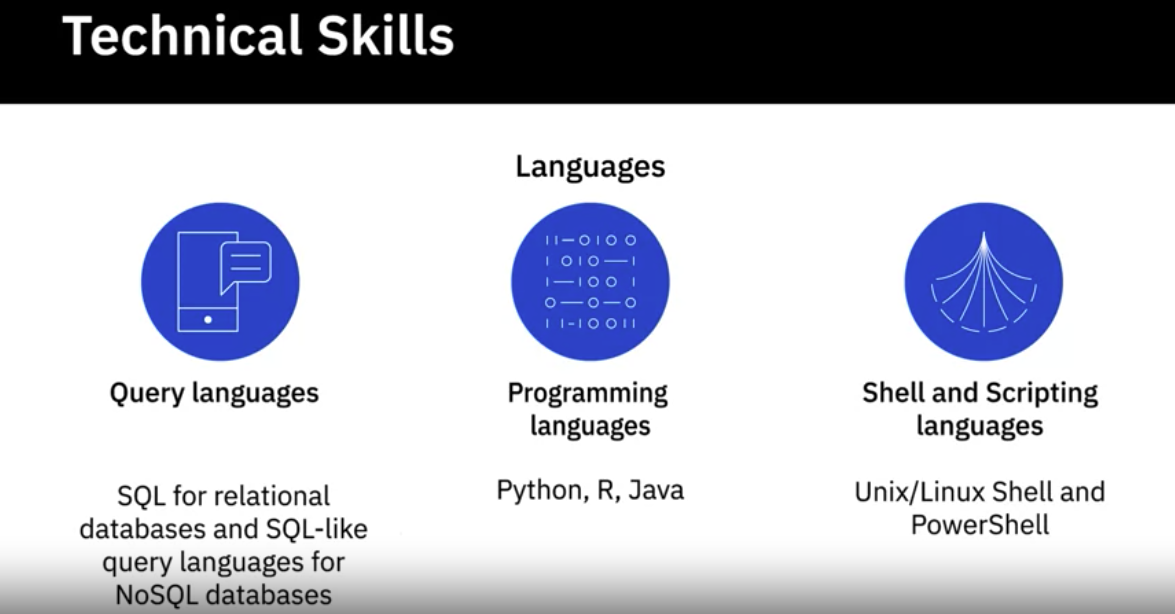 Technical Skills
Languages
Query languages
SQL for relational
databases and SQL-like
query languages for
NoSQL databases
Programming
languages
Python, R, Java
Shell and Scripting
languages
Unix/Linux Shell and
PowerShell